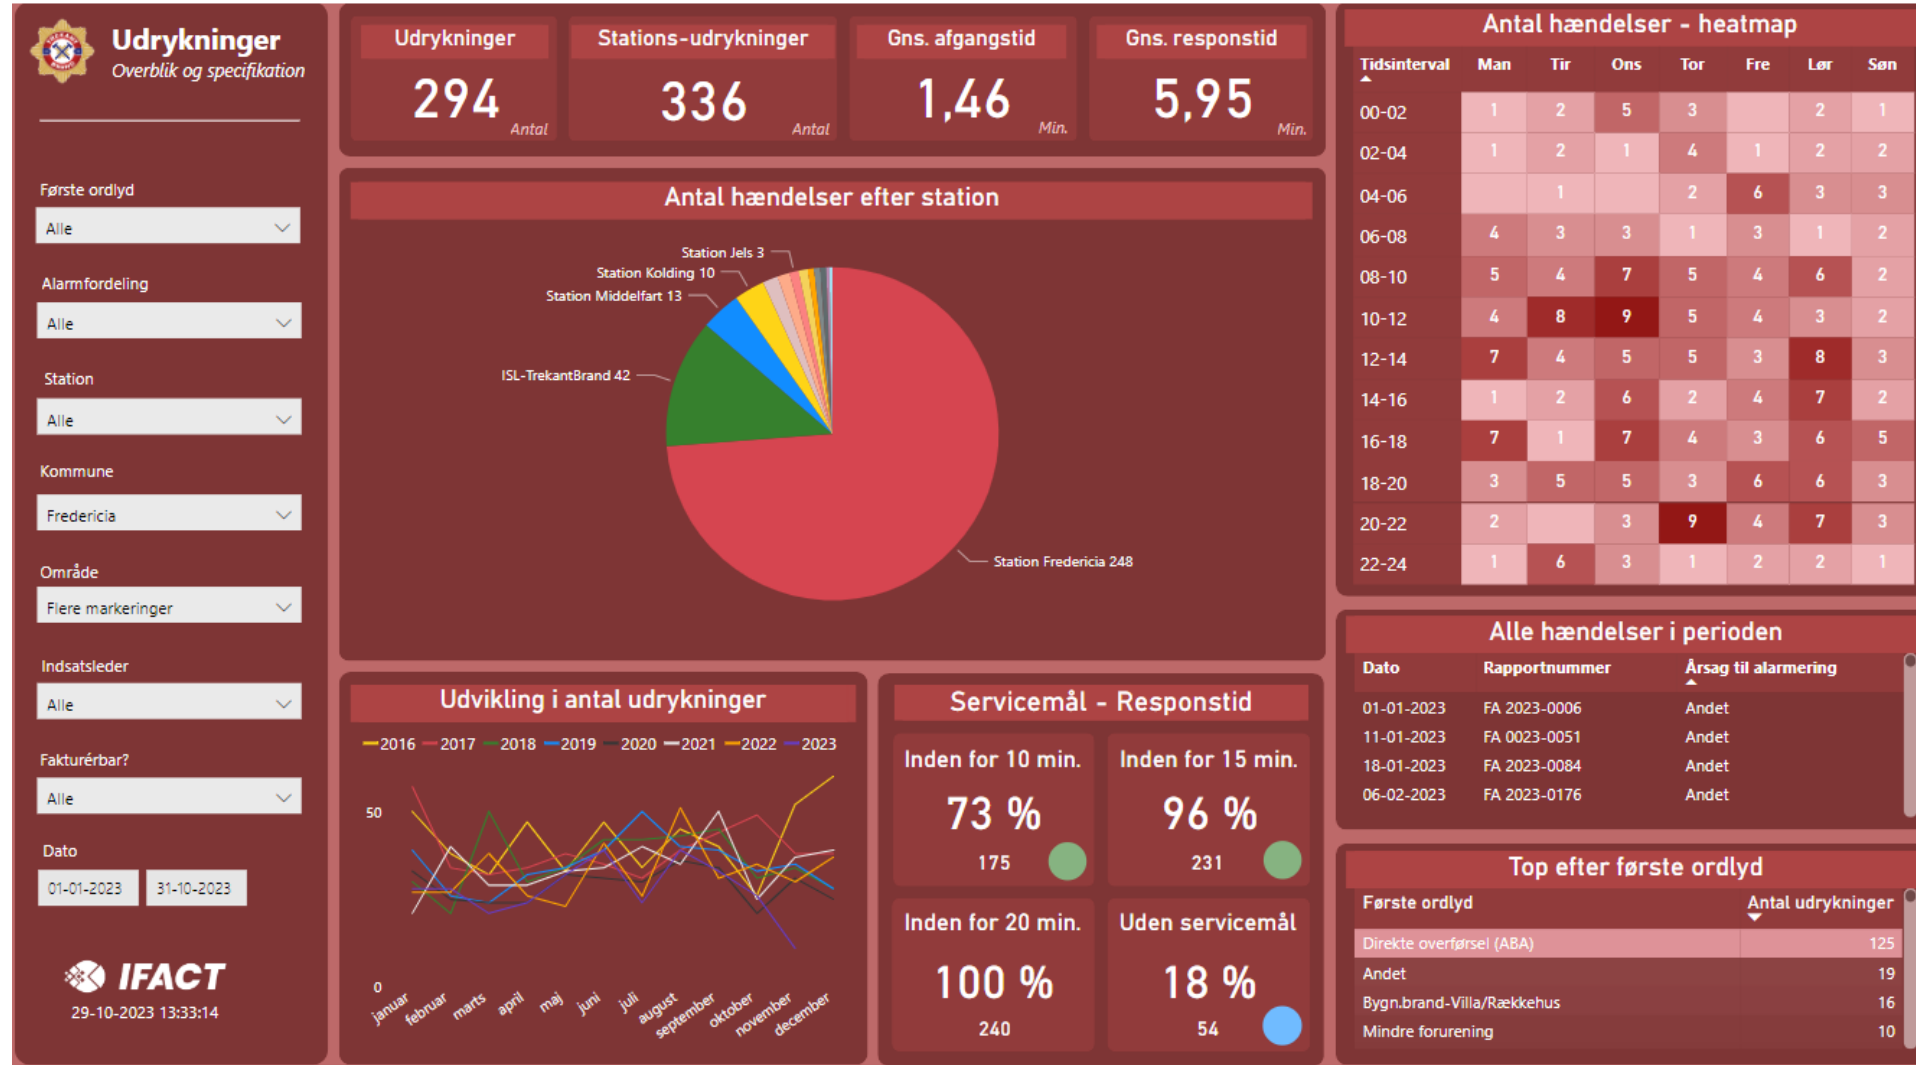 Udrykninger
Overblik og specifikation
Første ordlyd
Alle
Alarmfordeling
Alle
Station
Alle
Kommune
Fredericia
Område
Flere markeringer
Indsatsleder
Alle
Fakturérbar?
Alle
Dato
01-01-2023 31-10-2023
IFACT
29-10-2023 13:33:14
Udrykninger
294
Antal
Stations-udrykninger
336
Antal
Gns. afgangstid
1,46
Min.
Gns. responstid
5,95
Min.
Antal hændelser efter station
Station Jels 3
Station Kolding 10
Station Middelfart 13
ISL-TrekantBrand 42
Station Fredericia 248
Udvikling i antal udrykninger
2016 2017 2018 2019 2020 2021 2022 2023
50
0
januar februar marts april maj juni juli august september oktober november december
Servicemål - Responstid
Inden for 10 min.
73 %
175
Inden for 15 min.
96 %
231
Inden for 20 min.
100 %
240
Uden servicemål
18 %
54
Antal hændelser - heatmap
Tidsinterval Man Tir Ons Tor Fre Lør Søn
00-02 1 2 5 3 2 1
02-04 1 2 1 4 1 2 2
04-06 1 2 6 3 3
06-08 4 3 3 1 3 1 2
08-10 5 4 7 5 4 6 2
10-12 4 8 9 5 4 3 2
12-14 7 4 5 5 3 8 3
14-16 1 2 6 2 4 7 2
16-18 7 1 7 4 3 6 5
18-20 3 5 5 3 6 6 3
20-22 2 3 9 4 7 3
22-24 1 6 3 1 2 2 1
Alle hændelser i perioden
Dato Rapportnummer Årsag til alarmering
01-01-2023 FA 2023-0006 Andet
11-01-2023 FA 0023-0051 Andet
18-01-2023 FA 2023-0084 Andet
06-02-2023 FA 2023-0176 Andet
Top efter første ordlyd
Første ordlyd Antal udrykninger
Direkte overførsel (ABA) 125
Andet 19
Bygn.brand-Villa/Rækkehus 16
Mindre forurening 10